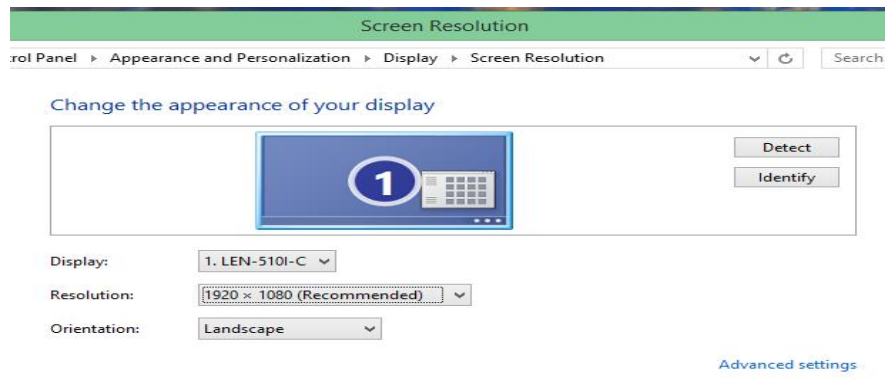 Screen Resolution
rol Panel ▸ Appearance and Personalization ▸ Display ▸ Screen Resolution
Search
Change the appearance of your display
1
Detect
Identify
Display: 1. LEN-510I-C
Resolution: 1920 × 1080 (Recommended)
Orientation: Landscape
Advanced settings